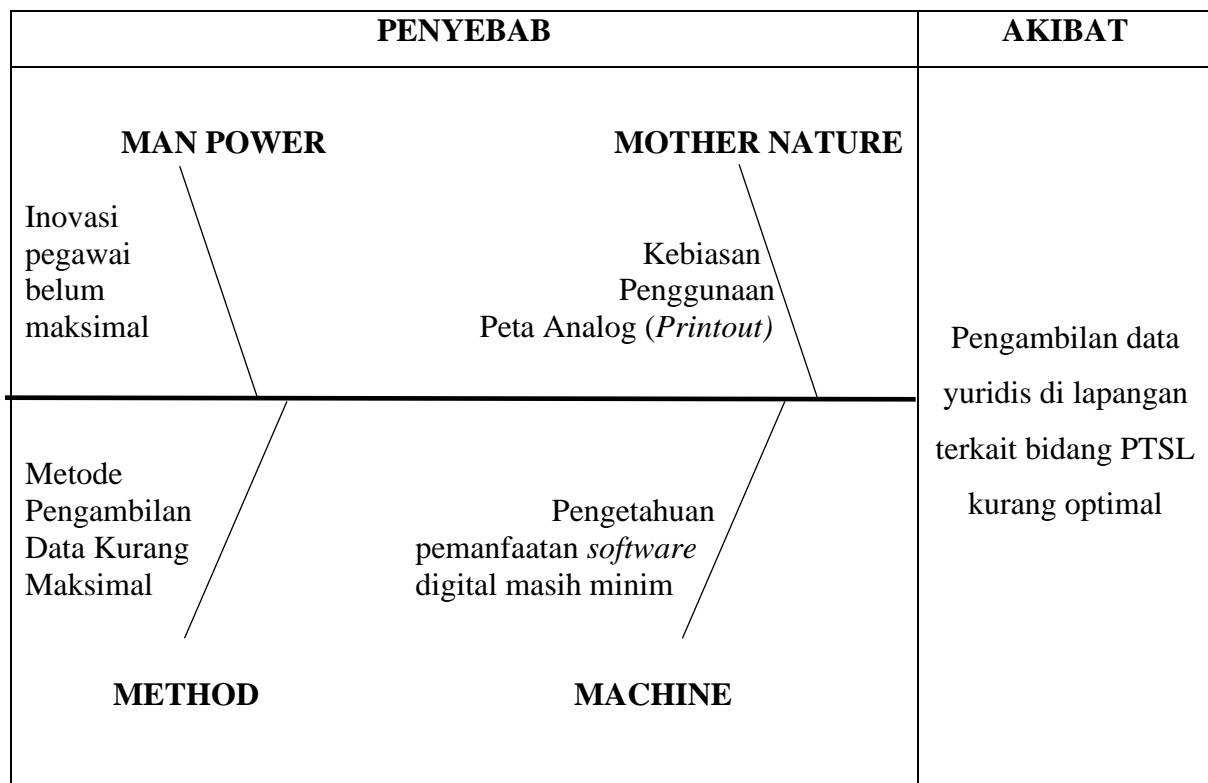 PENYEBAB
AKIBAT
MAN POWER
MOTHER NATURE
Inovasi
pegawai
belum
maksimal
Kebiasan
Penggunaan
Peta Analog (Printout)
Metode
Pengambilan
Data Kurang
Maksimal
Pengetahuan
pemanfaatan software
digital masih minim
METHOD
MACHINE
Pengambilan data
yuridis di lapangan
terkait bidang PTSL
kurang optimal